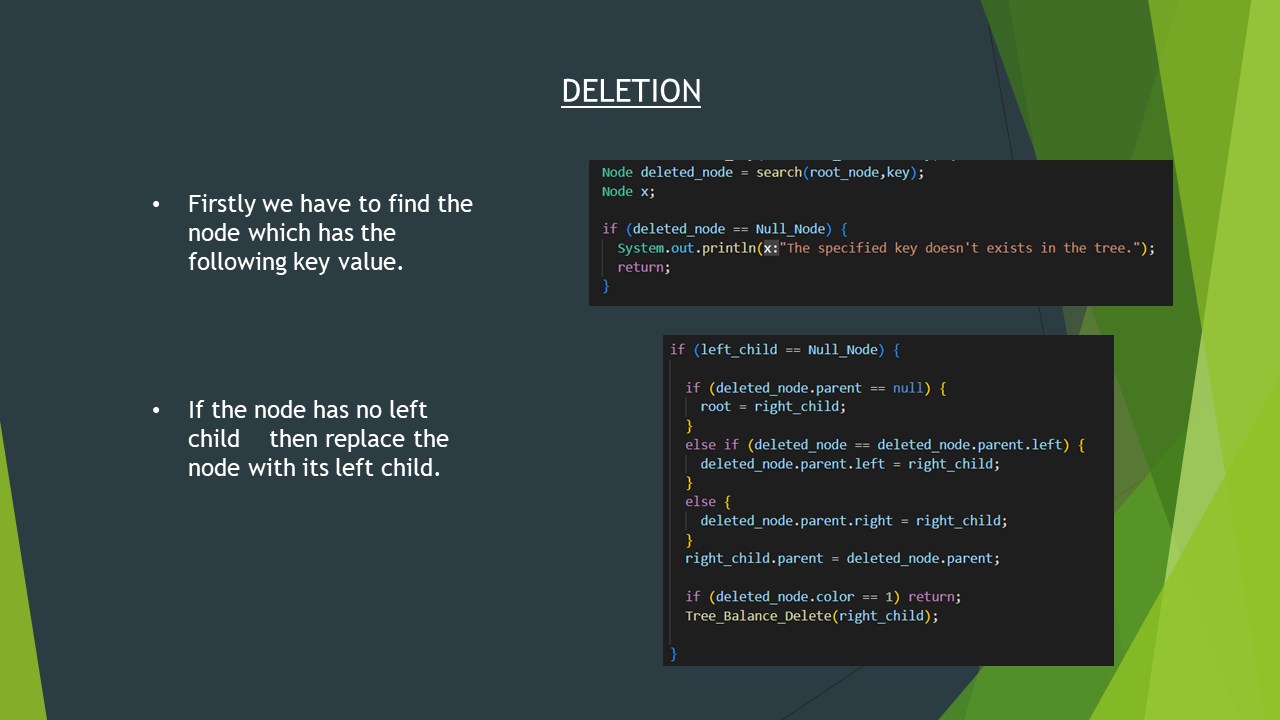 DELETION
• Firstly we have to find the
node which has the
following key value.
Node deleted_node = search(root_node,key);
Node x;
if (deleted_node == Null_Node) {
System.out.println(x:"The specified key doesn't exists in the tree.");
return;
}
• If the node has no left
child then replace the
node with its left child.
if (left_child == Null_Node) {
if (deleted_node.parent == null) {
root = right_child;
}
else if (deleted_node == deleted_node.parent.left) {
deleted_node.parent.left = right_child;
}
else {
deleted_node.parent.right = right_child;
}
right_child.parent = deleted_node.parent;
if (deleted_node.color == 1) return;
Tree_Balance_Delete(right_child);
}